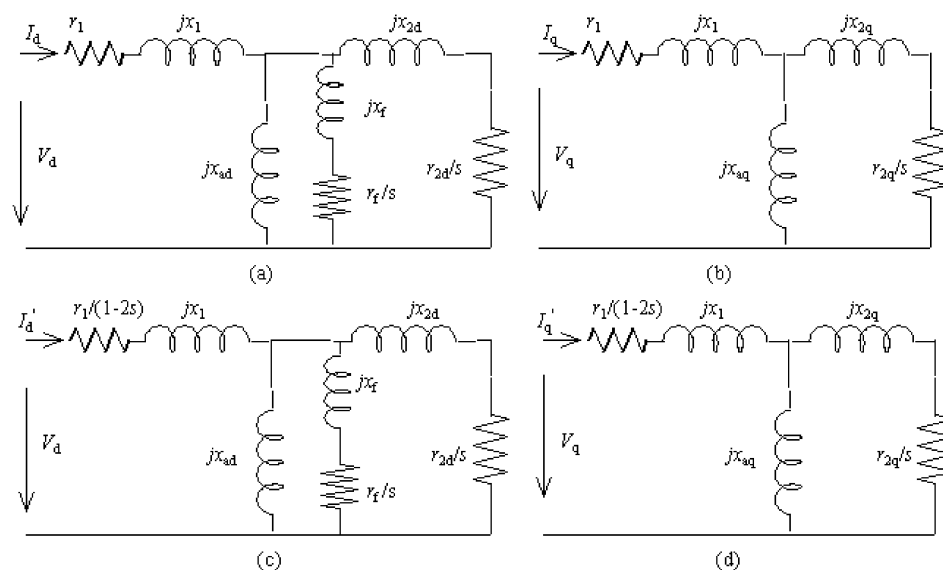 I_d r_1 jx_1 jx_2d
V_d jx_ad jx_f r_f/s r_2d/s
(a)
I_q r_1 jx_1 jx_2q
V_q jx_aq r_2q/s
(b)
I_d' r_1/(1-2s) jx_1 jx_2d
V_d jx_ad jx_f r_f/s r_2d/s
(c)
I_q' r_1/(1-2s) jx_1 jx_2q
V_q jx_aq r_2q/s
(d)